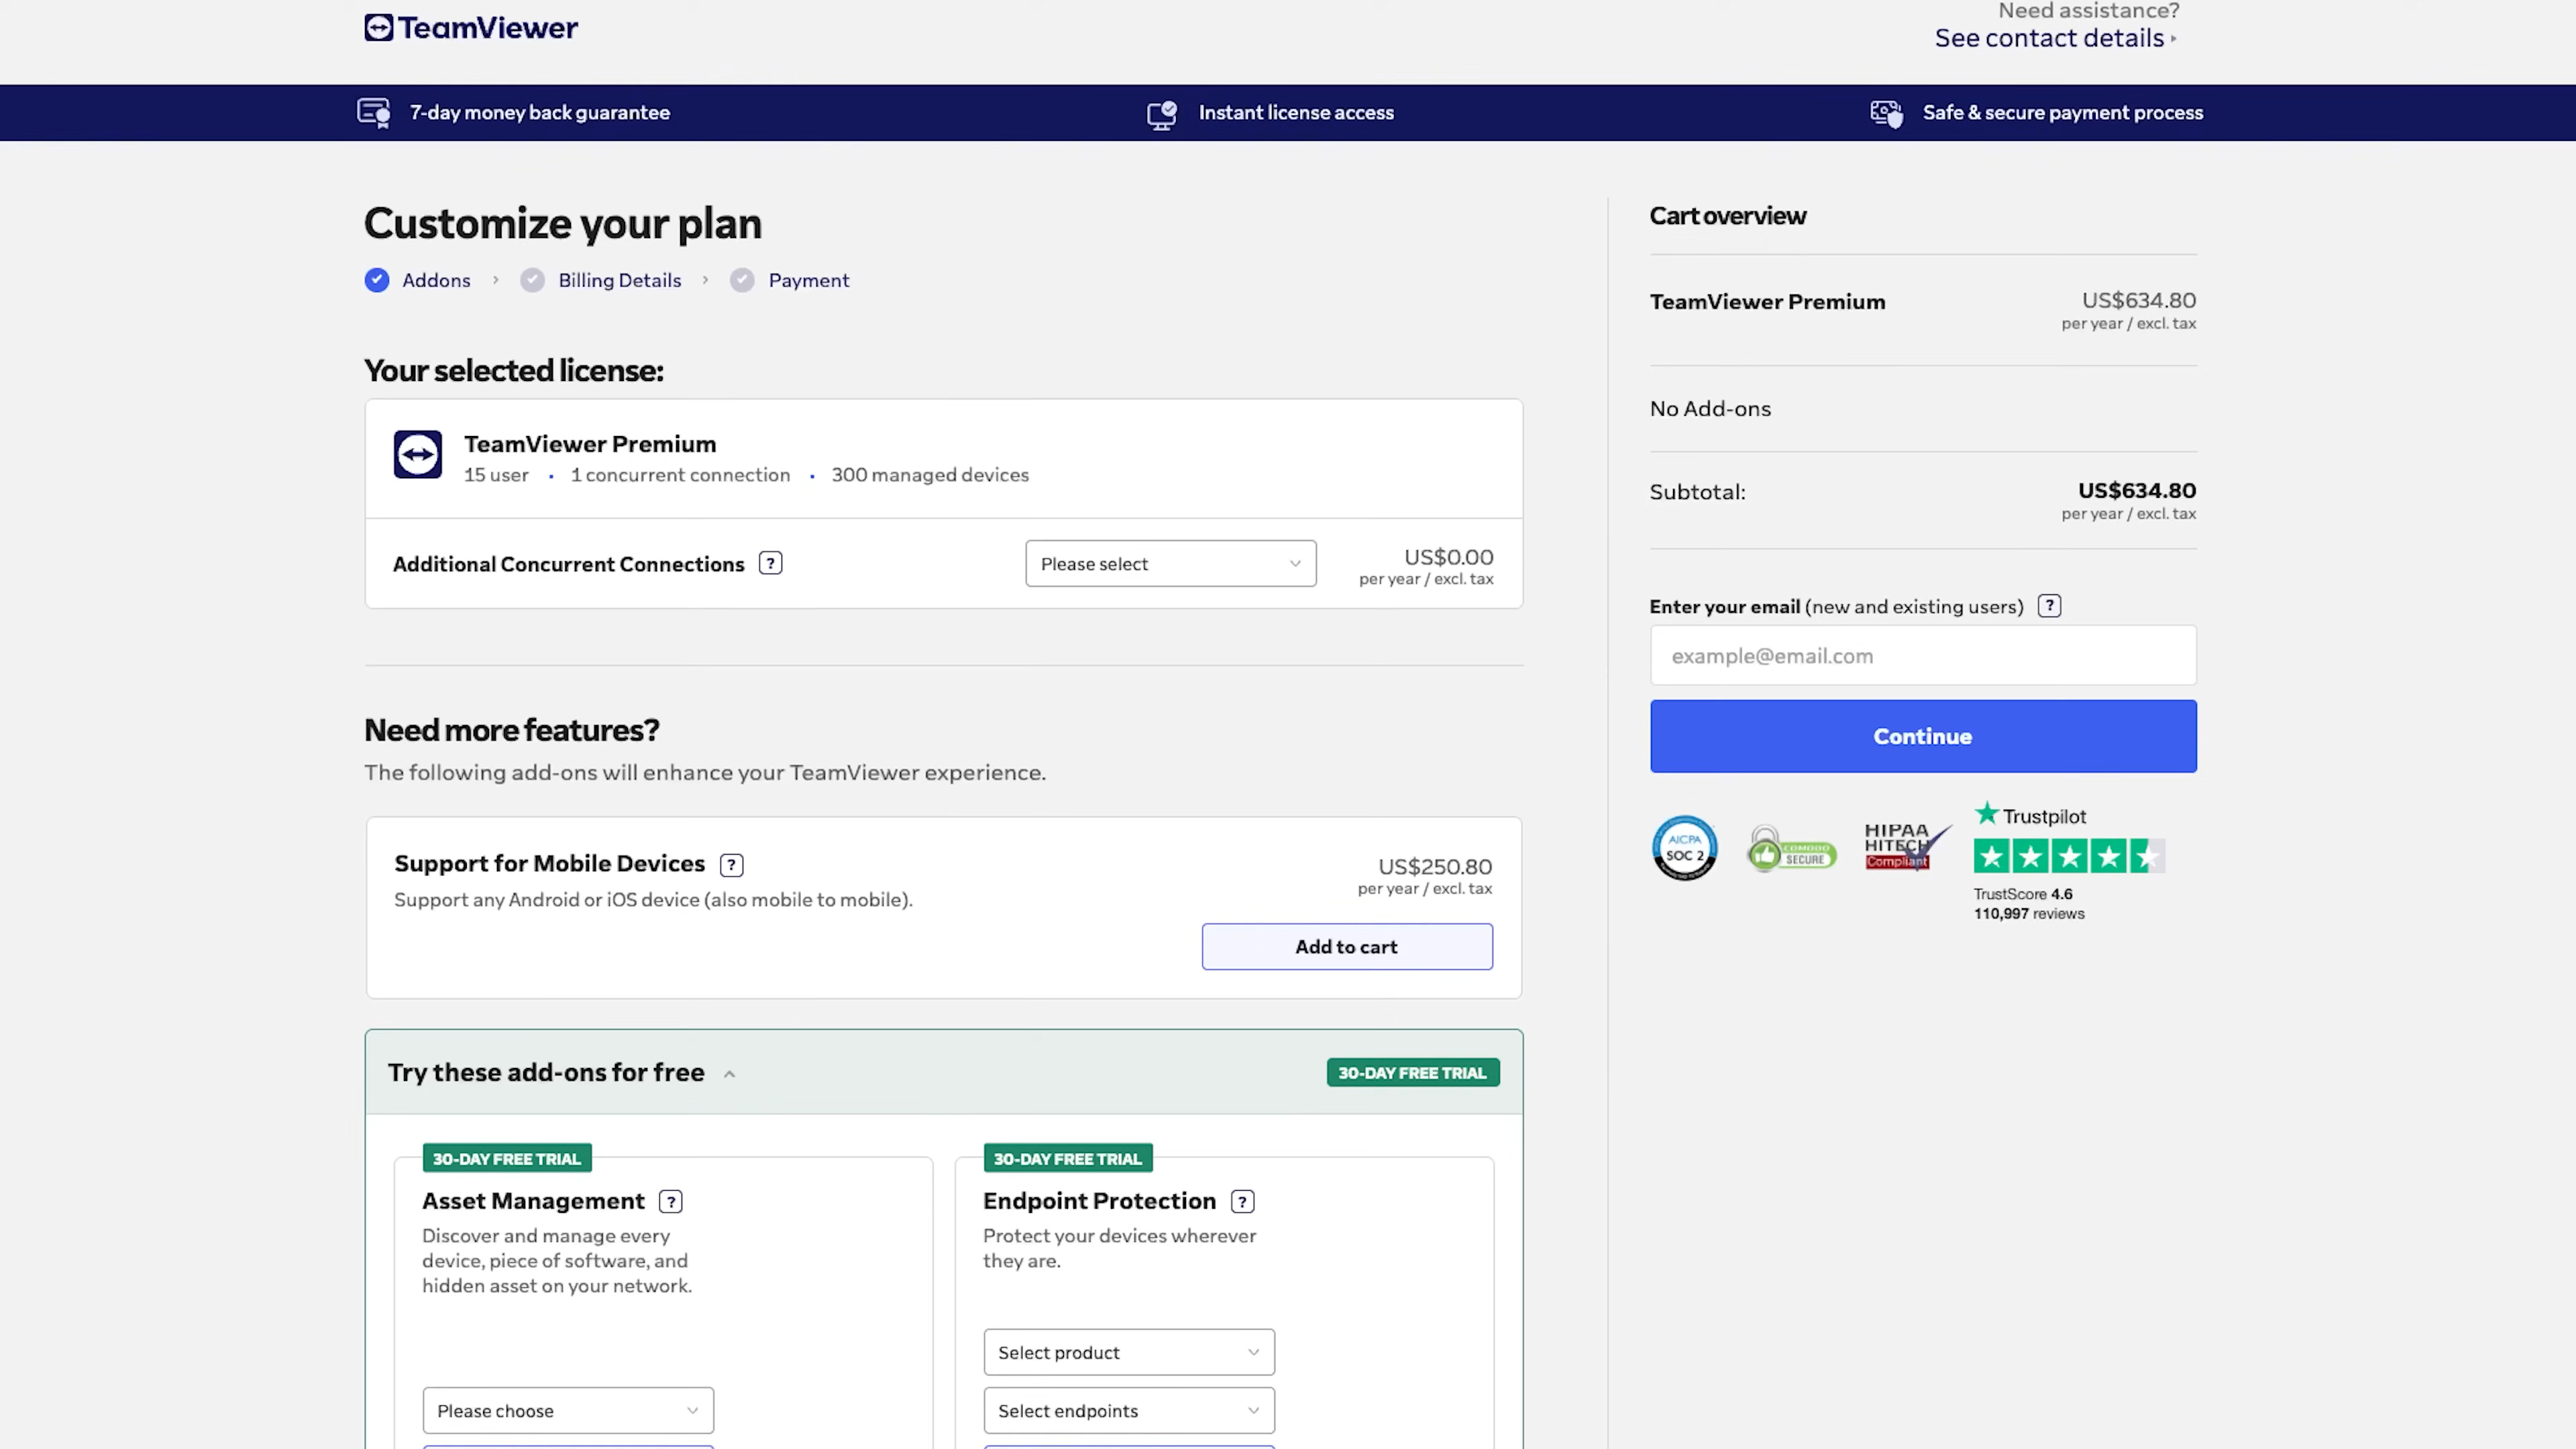 TeamViewer
Need assistance?
See contact details
7-day money back guarantee
Instant license access
Safe & secure payment process
Customize your plan
Addons
Billing Details
Payment
Your selected license:
TeamViewer Premium
15 user • 1 concurrent connection • 300 managed devices
Additional Concurrent Connections ?
Please select
US$0.00
per year / excl. tax
Need more features?
The following add-ons will enhance your TeamViewer experience.
Support for Mobile Devices ?
Support any Android or iOS device (also mobile to mobile).
US$250.80
per year / excl. tax
Add to cart
Try these add-ons for free
30-DAY FREE TRIAL
30-DAY FREE TRIAL
Asset Management ?
Discover and manage every
device, piece of software, and
hidden asset on your network.
Please choose
30-DAY FREE TRIAL
Endpoint Protection ?
Protect your devices wherever
they are.
Select product
Select endpoints
Cart overview
TeamViewer Premium
US$634.80
per year / excl. tax
No Add-ons
Subtotal:
US$634.80
per year / excl. tax
Enter your email (new and existing users) ?
example@email.com
Continue
AICPA
SOC 2
COMODO
SECURE
HIPAA
HITECH
Compliant
Trustpilot
TrustScore 4.6
110,997 reviews